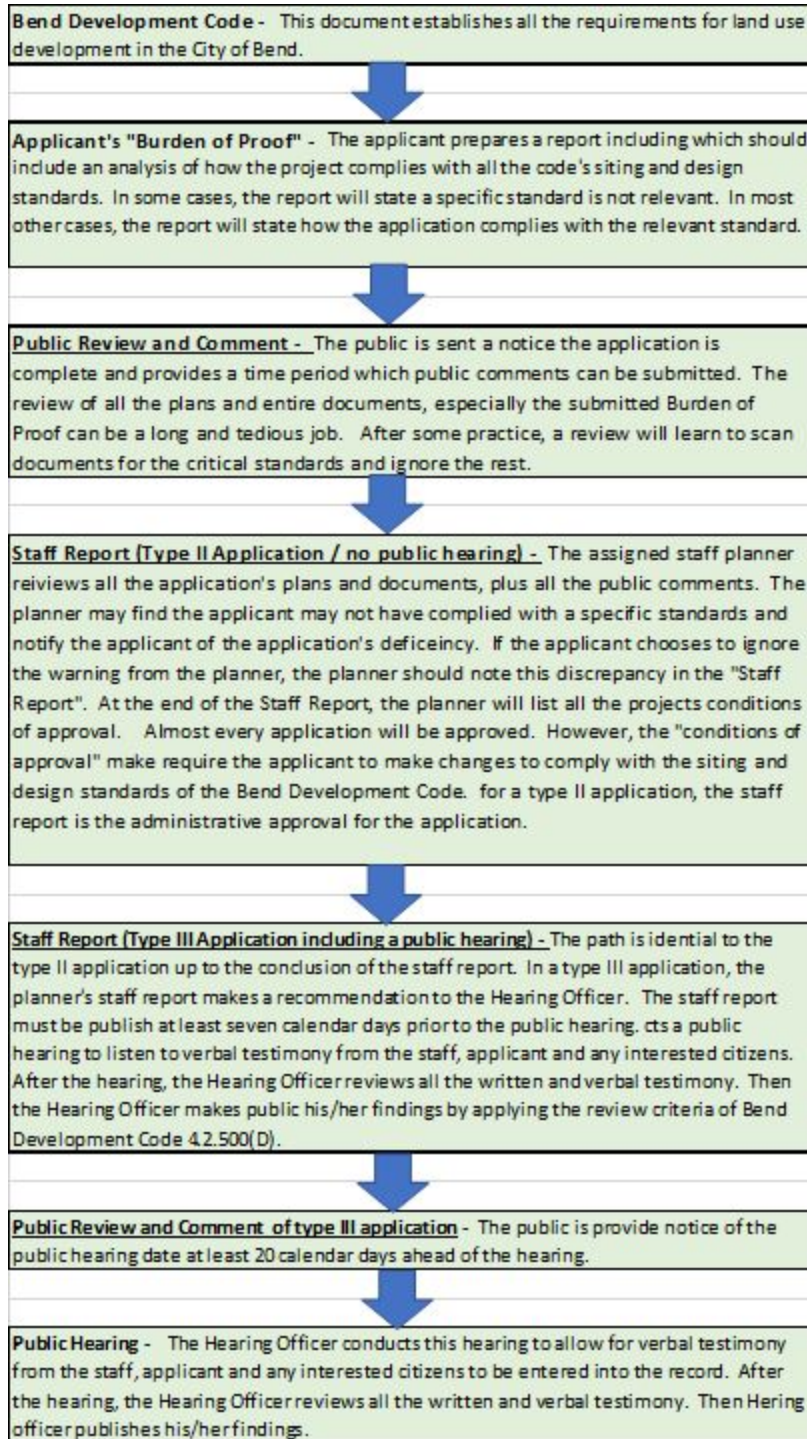 Bend Development Code - This document establishes all the requirements for land use
development in the City of Bend.
Applicant's "Burden of Proof" - The applicant prepares a report including which should
include an analysis of how the project complies with all the code's siting and design
standards. In some cases, the report will state a specific standard is not relevant. In most
other cases, the report will state how the application complies with the relevant standard.
Public Review and Comment - The public is sent a notice the application is
complete and provides a time period which public comments can be submitted. The
review of all the plans and entire documents, especially the submitted Burden of
Proof can be a long and tedious job. After some practice, a review will learn to scan
documents for the critical standards and ignore the rest.
Staff Report (Type II Application / no public hearing) - The assigned staff planner
reiviews all the application's plans and documents, plus all the public comments. The
planner may find the applicant may not have complied with a specific standards and
notify the applicant of the application's deficeincy. If the applicant chooses to ignore
the warning from the planner, the planner should note this discrepancy in the "Staff
Report". At the end of the Staff Report, the planner will list all the projects conditions
of approval. Almost every application will be approved. However, the "conditions of
approval" make require the applicant to make changes to comply with the siting and
design standards of the Bend Development Code. for a type II application, the staff
report is the administrative approval for the application.
Staff Report (Type III Application including a public hearing) - The path is idential to the
type II application up to the conclusion of the staff report. In a type III application, the
planner's staff report makes a recommendation to the Hearing Officer. The staff report
must be publish at least seven calendar days prior to the public hearing. cts a public
hearing to listen to verbal testimony from the staff, applicant and any interested citizens.
After the hearing, the Hearing Officer reviews all the written and verbal testimony. Then
the Hearing Officer makes public his/her findings by applying the review criteria of Bend
Development Code 4.2.500(D).
Public Review and Comment of type III application - The public is provide notice of the
public hearing date at least 20 calendar days ahead of the hearing.
Public Hearing - The Hearing Officer conducts this hearing to allow for verbal testimony
from the staff, applicant and any interested citizens to be entered into the record. After
the hearing, the Hearing Officer reviews all the written and verbal testimony. Then Hering
officer publishes his/her findings.